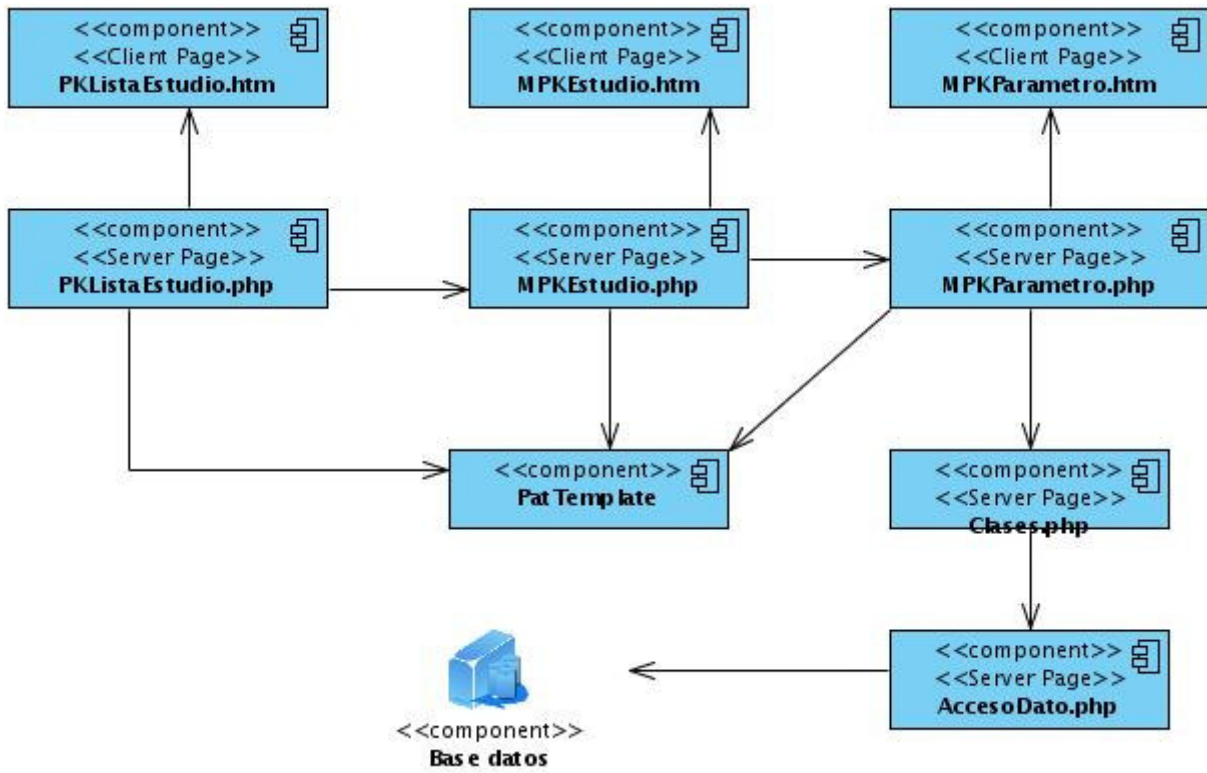 <<component>>
<<Client Page>>
PKListaEstudio.htm
<<component>>
<<Client Page>>
MPKEstudio.htm
<<component>>
<<Client Page>>
MPKParametro.htm
<<component>>
<<Server Page>>
PKListaEstudio.php
<<component>>
<<Server Page>>
MPKEstudio.php
<<component>>
<<Server Page>>
MPKParametro.php
<<component>>
PatTemplate
<<component>>
<<Server Page>>
Clases.php
<<component>>
<<Server Page>>
AccesoDato.php
<<component>>
Base datos